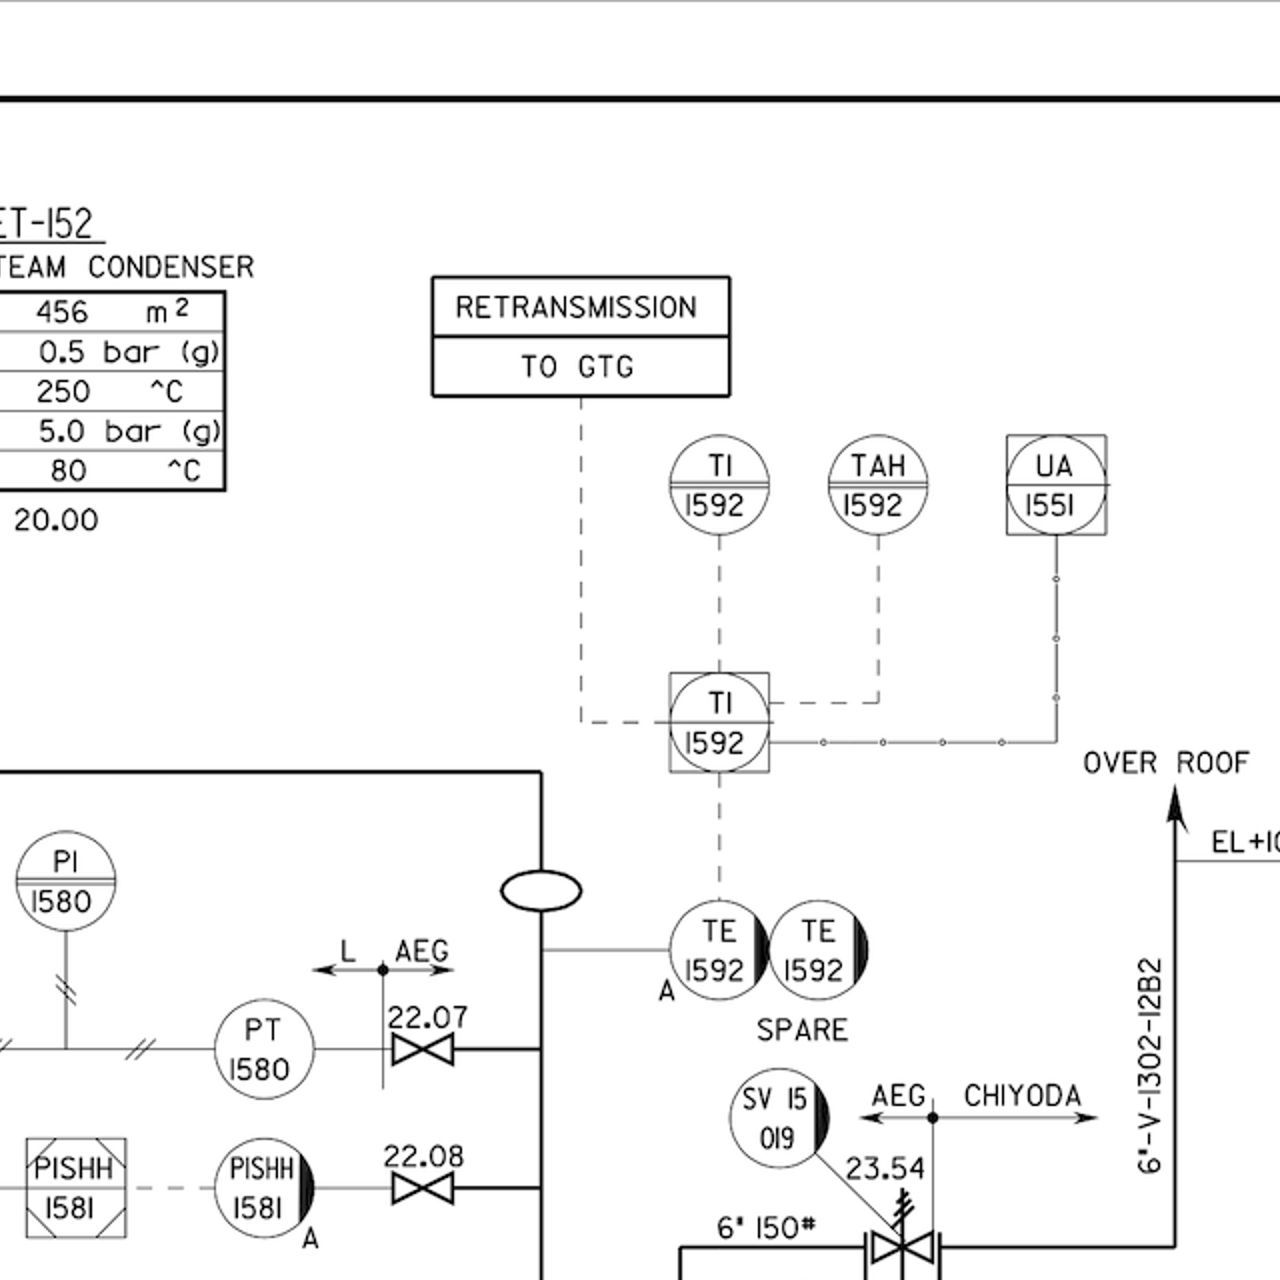 ET-152
TEAM CONDENSER
456 m²
0.5 bar (g)
250 ^C
5.0 bar (g)
80 ^C
20.00
RETRANSMISSION
TO GTG
TI
1592
TAH
1592
UA
1551
TI
1592
OVER ROOF
EL+10
PI
1580
L AEG
22.07
PT
1580
TE
1592
A
TE
1592
SPARE
6"-V-1302-12B2
SV 15
019
AEG CHIYODA
23.54
6" 150#
PISHH
1581
PISHH
1581
A
22.08